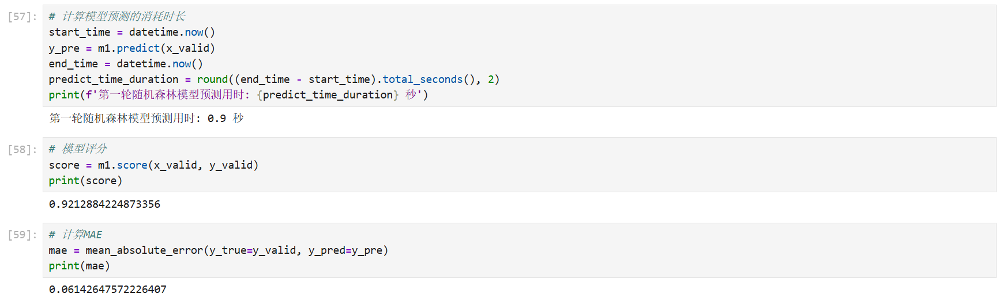 [57]:
# 计算模型预测的消耗时长
start_time = datetime.now()
y_pre = m1.predict(x_valid)
end_time = datetime.now()
predict_time_duration = round((end_time - start_time).total_seconds(), 2)
print(f'第一轮随机森林模型预测用时: {predict_time_duration} 秒')
第一轮随机森林模型预测用时: 0.9 秒
[58]:
# 模型评分
score = m1.score(x_valid, y_valid)
print(score)
0.9212884224873356
[59]:
# 计算MAE
mae = mean_absolute_error(y_true=y_valid, y_pred=y_pre)
print(mae)
0.06142647572226407